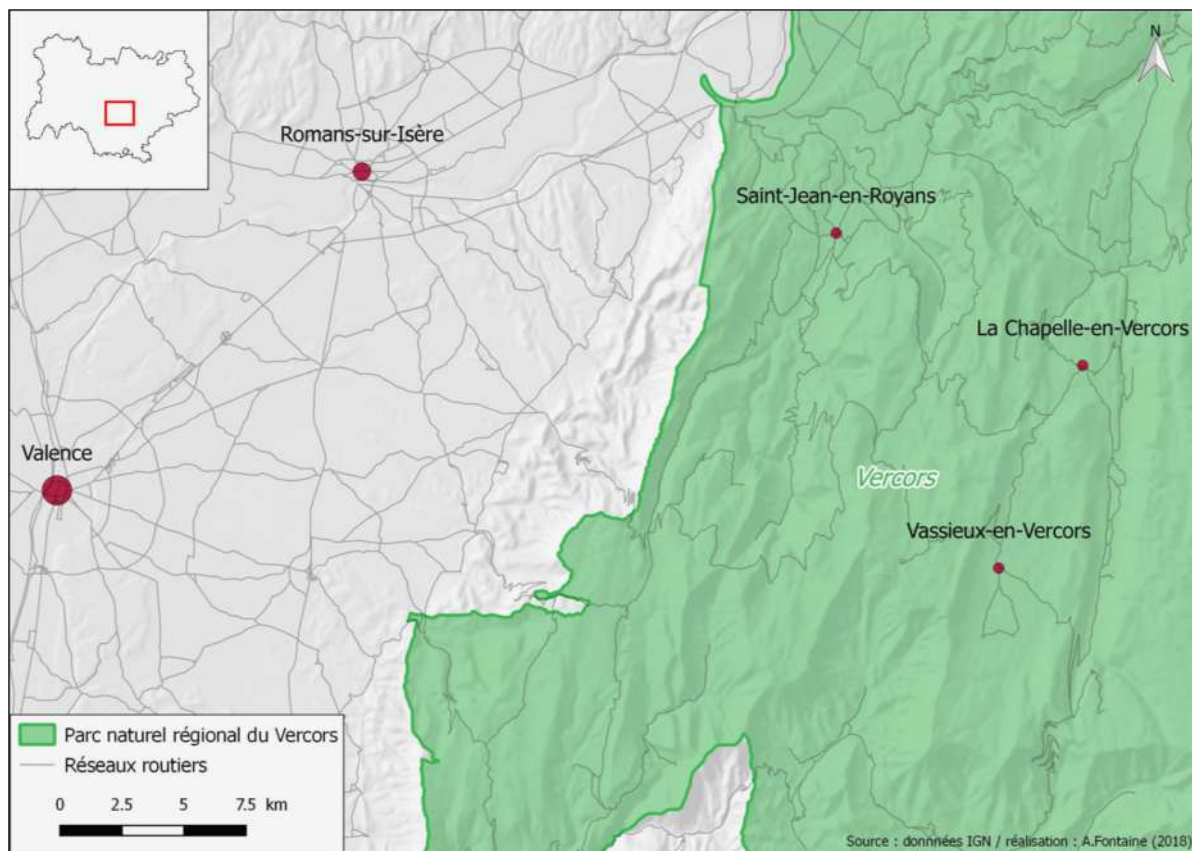 N
Romans-sur-Isère
Saint-Jean-en-Royans
La Chapelle-en-Vercors
Valence
Vercors
Vassieux-en-Vercors
Parc naturel régional du Vercors
Réseaux routiers
0 2.5 5 7.5 km
Source : donnnées IGN / réalisation : A.Fontaine (2018)